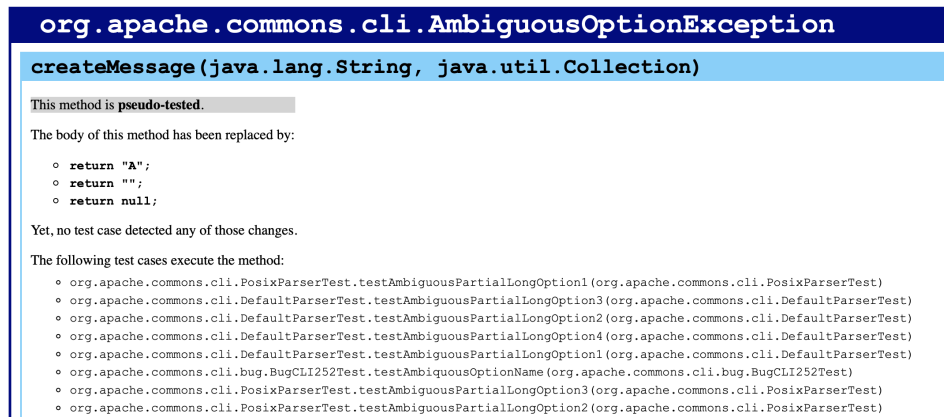 org.apache.commons.cli.AmbiguousOptionException
createMessage(java.lang.String, java.util.Collection)
This method is pseudo-tested.
The body of this method has been replaced by:
return "A";
return "";
return null;
Yet, no test case detected any of those changes.
The following test cases execute the method:
org.apache.commons.cli.PosixParserTest.testAmbiguousPartialLongOption1(org.apache.commons.cli.PosixParserTest)
org.apache.commons.cli.DefaultParserTest.testAmbiguousPartialLongOption3(org.apache.commons.cli.DefaultParserTest)
org.apache.commons.cli.DefaultParserTest.testAmbiguousPartialLongOption2(org.apache.commons.cli.DefaultParserTest)
org.apache.commons.cli.DefaultParserTest.testAmbiguousPartialLongOption4(org.apache.commons.cli.DefaultParserTest)
org.apache.commons.cli.DefaultParserTest.testAmbiguousPartialLongOption1(org.apache.commons.cli.DefaultParserTest)
org.apache.commons.cli.bug.BugCLI252Test.testAmbiquousOptionName(org.apache.commons.cli.bug.BugCLI252Test)
org.apache.commons.cli.PosixParserTest.testAmbiguousPartialLongOption3(org.apache.commons.cli.PosixParserTest)
org.apache.commons.cli.PosixParserTest.testAmbiguousPartialLongOption2(org.apache.commons.cli.PosixParserTest)